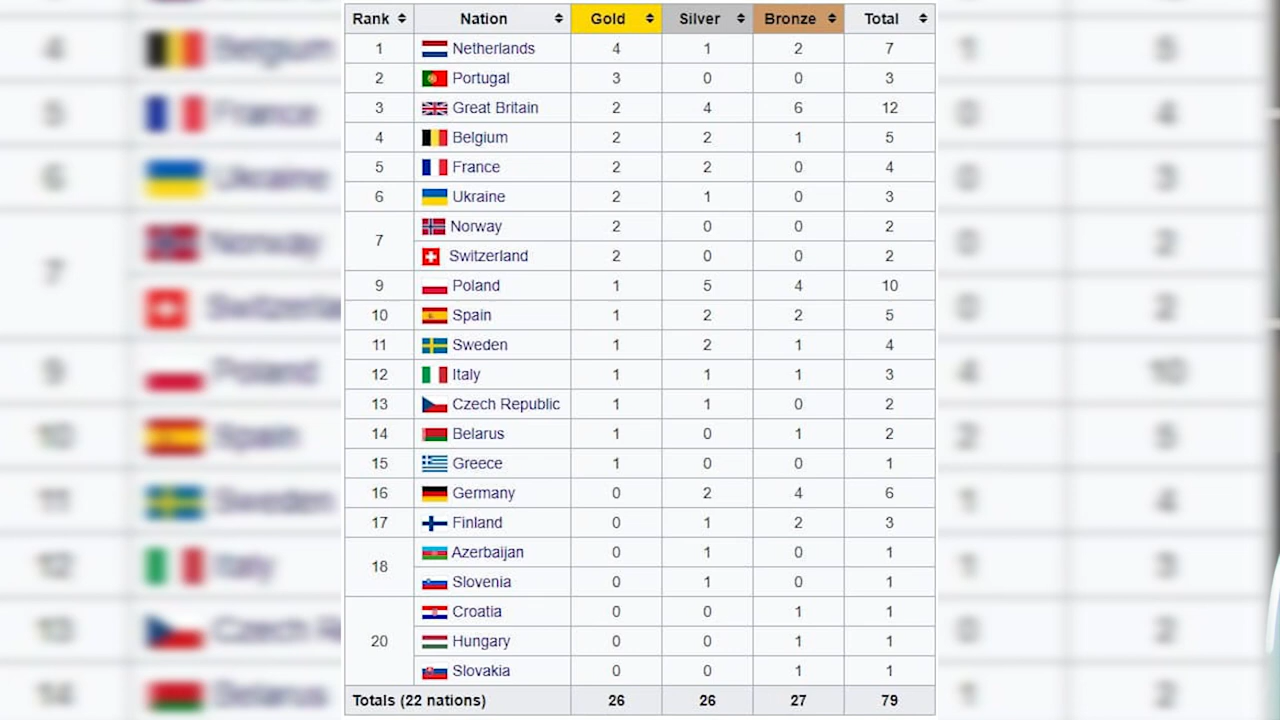 Rank Nation Gold Silver Bronze Total
1 Netherlands 4 1 2 7
2 Portugal 3 0 0 3
3 Great Britain 2 4 6 12
4 Belgium 2 2 1 5
5 France 2 2 0 4
6 Ukraine 2 1 0 3
7 Norway 2 0 0 2
Switzerland 2 0 0 2
9 Poland 1 5 4 10
10 Spain 1 2 2 5
11 Sweden 1 2 1 4
12 Italy 1 1 1 3
13 Czech Republic 1 1 0 2
14 Belarus 1 0 1 2
15 Greece 1 0 0 1
16 Germany 0 2 4 6
17 Finland 0 1 2 3
18 Azerbaijan 0 1 0 1
Slovenia 0 1 0 1
20 Croatia 0 0 1 1
Hungary 0 0 1 1
Slovakia 0 0 1 1
Totals (22 nations) 26 26 27 79